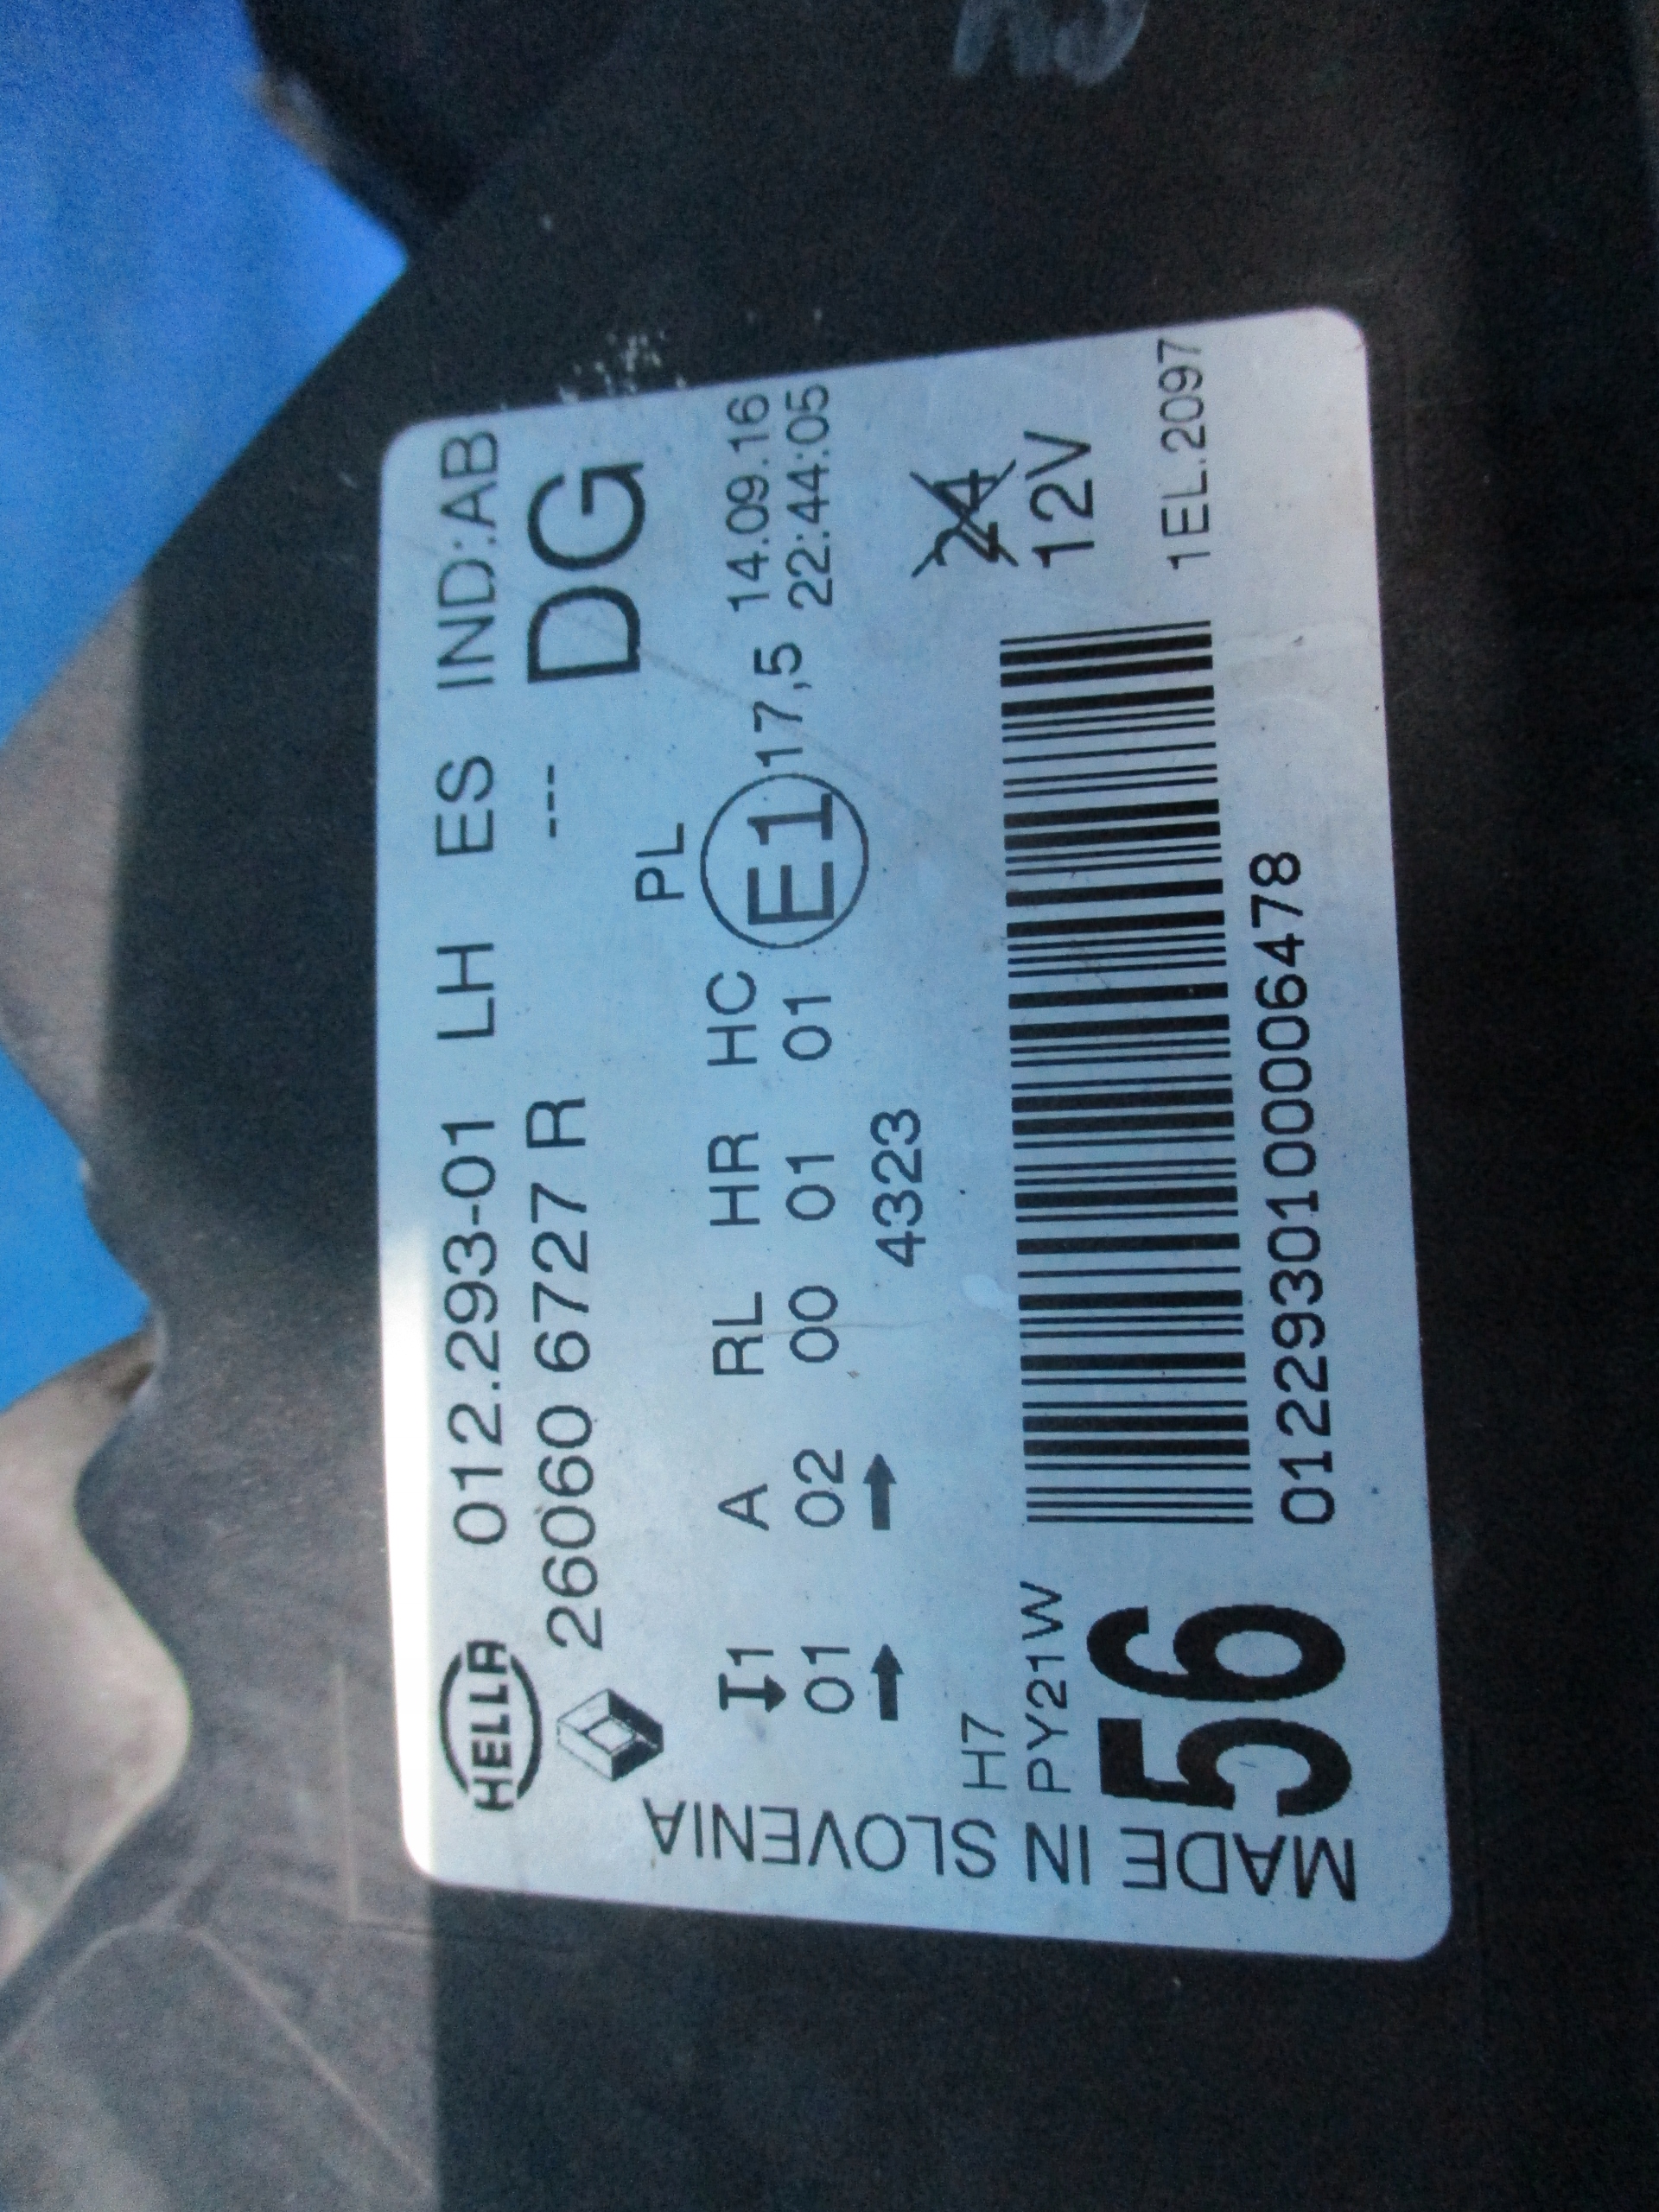 HELLA 012.293-01 LH ES IND:AB
26060 6727 R --- DG
PL
I1 A RL HR HC E1 17,5 14.09.16
01 02 00 01 01 22:44:05
4323
24
H7
PY21W 12V
56
1EL.2097
01229301000006478
MADE IN SLOVENIA